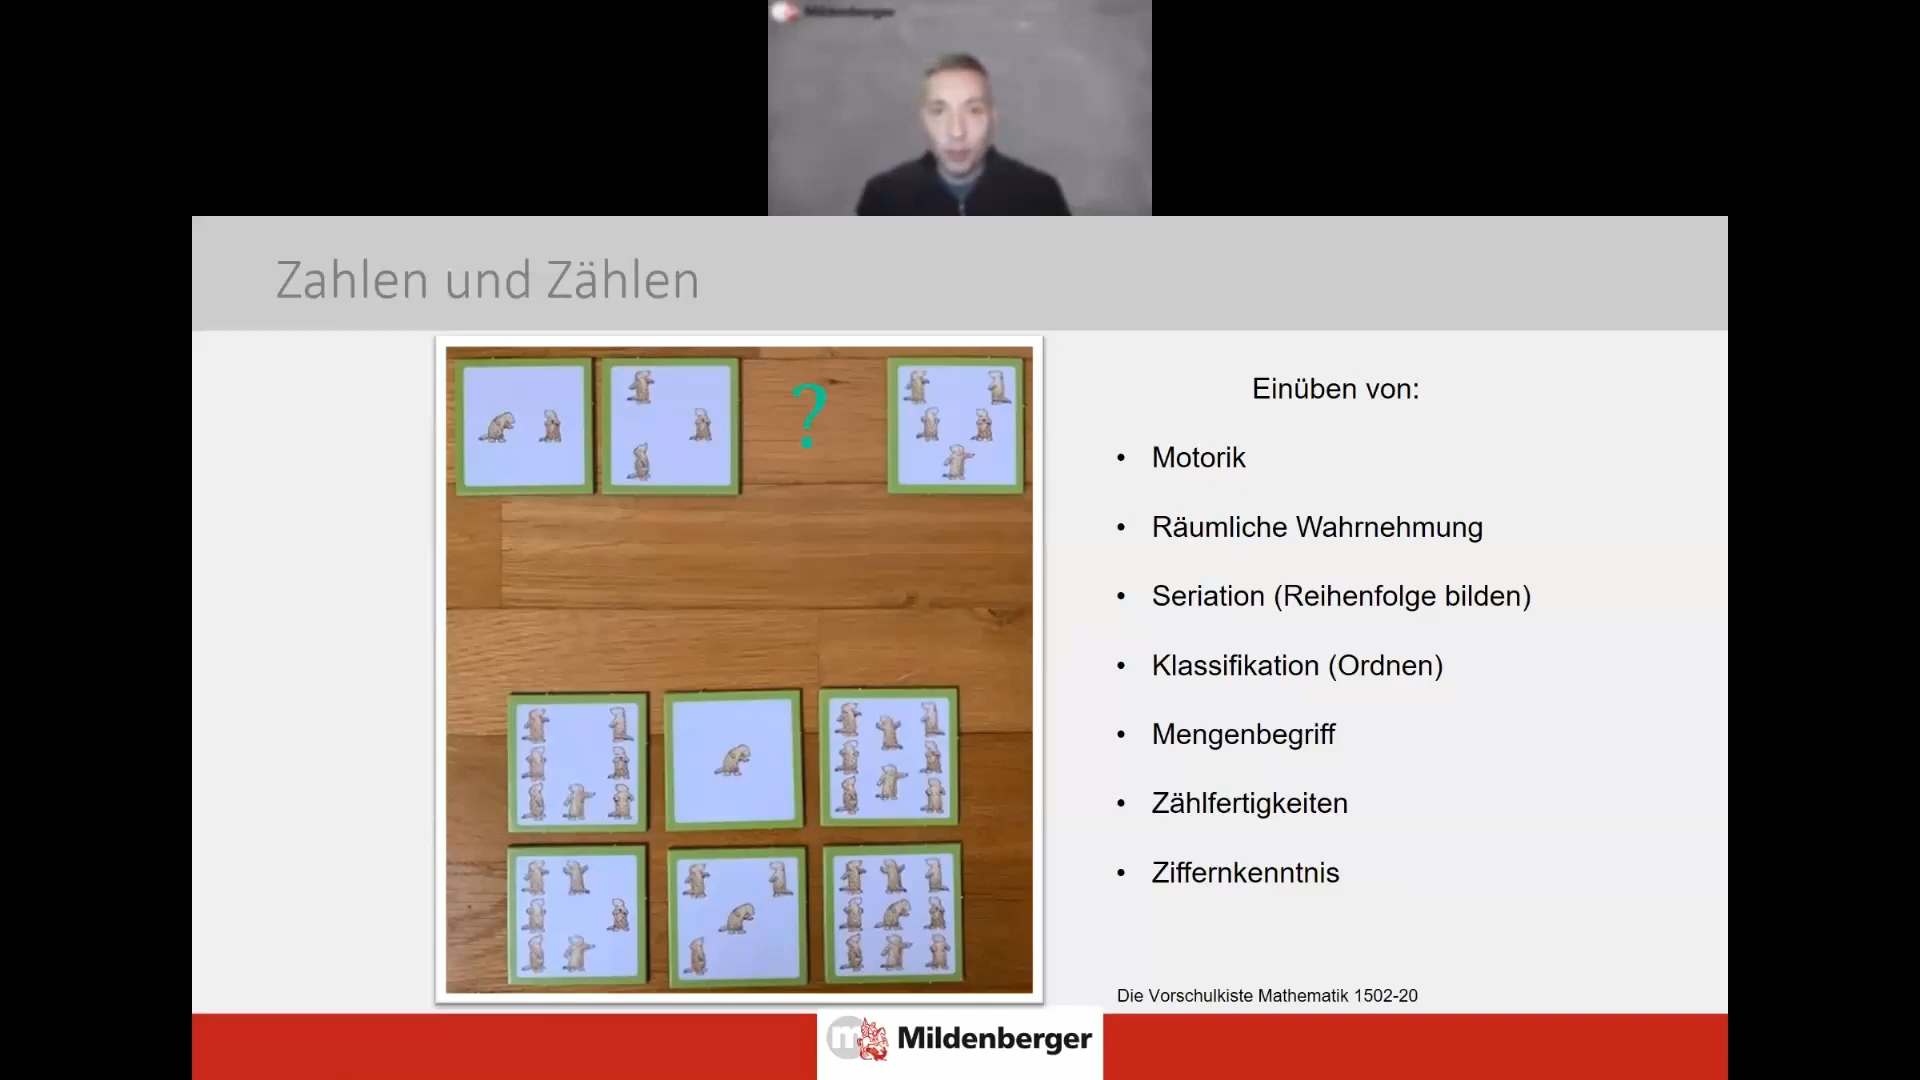 Mildenberger
Zahlen und Zählen
?
Einüben von:
• Motorik
• Räumliche Wahrnehmung
• Seriation (Reihenfolge bilden)
• Klassifikation (Ordnen)
• Mengenbegriff
• Zählfertigkeiten
• Ziffernkenntnis
Die Vorschulkiste Mathematik 1502-20
m Mildenberger